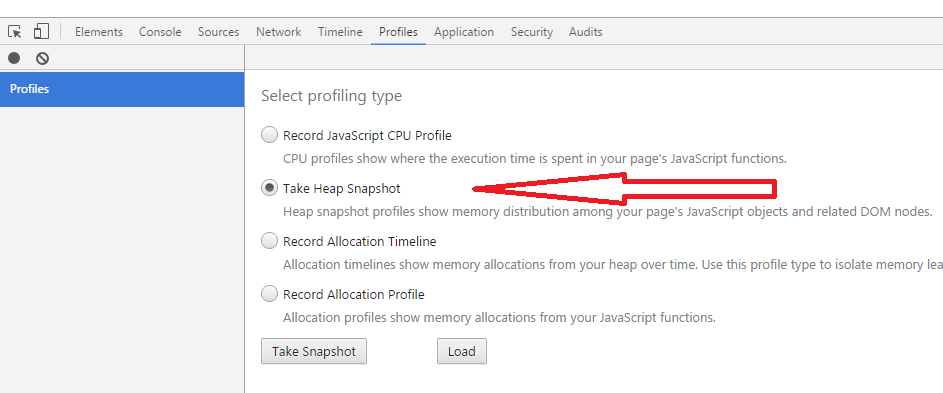 Elements Console Sources Network Timeline Profiles Application Security Audits
Profiles
Select profiling type
Record JavaScript CPU Profile
CPU profiles show where the execution time is spent in your page's JavaScript functions.
Take Heap Snapshot
Heap snapshot profiles show memory distribution among your page's JavaScript objects and related DOM nodes.
Record Allocation Timeline
Allocation timelines show memory allocations from your heap over time. Use this profile type to isolate memory lea
Record Allocation Profile
Allocation profiles show memory allocations from your JavaScript functions.
Take Snapshot Load